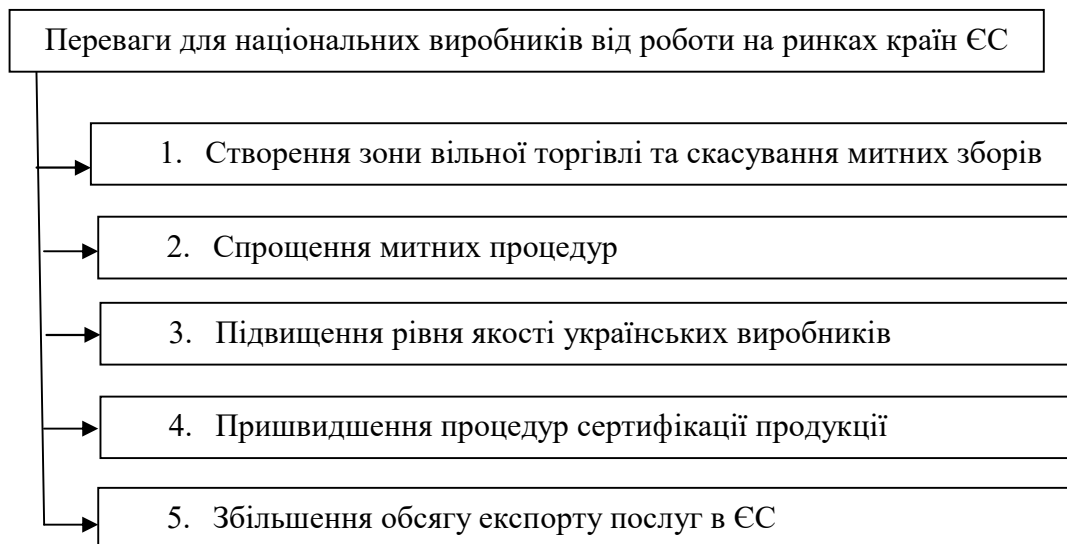 Переваги для національних виробників від роботи на ринках країн ЄС
1. Створення зони вільної торгівлі та скасування митних зборів
2. Спрощення митних процедур
3. Підвищення рівня якості українських виробників
4. Пришвидшення процедур сертифікації продукції
5. Збільшення обсягу експорту послуг в ЄС